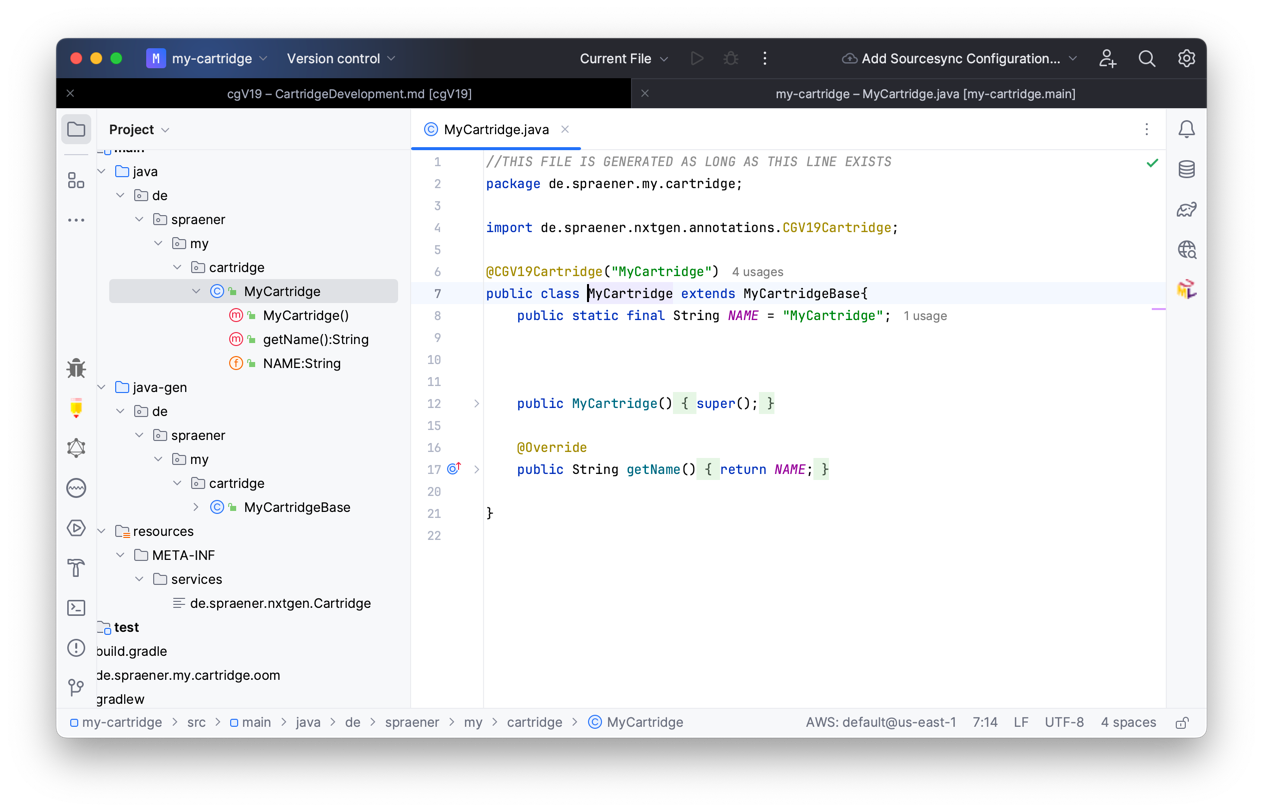 M my-cartridge Version control Current File Add Sourcesync Configuration...
cgV19 – CartridgeDevelopment.md [cgV19] my-cartridge – MyCartridge.java [my-cartridge.main]
Project
main
java
de
spraener
my
cartridge
MyCartridge
MyCartridge()
getName():String
NAME:String
java-gen
de
spraener
my
cartridge
MyCartridgeBase
resources
META-INF
services
de.spraener.nxtgen.Cartridge
test
build.gradle
de.spraener.my.cartridge.oom
gradlew
MyCartridge.java
1 //THIS FILE IS GENERATED AS LONG AS THIS LINE EXISTS
2 package de.spraener.my.cartridge;
3
4 import de.spraener.nxtgen.annotations.CGV19Cartridge;
5
6 @CGV19Cartridge("MyCartridge") 4 usages
7 public class MyCartridge extends MyCartridgeBase{
8 public static final String NAME = "MyCartridge"; 1 usage
9
10
11
12 public MyCartridge() { super(); }
15
16 @Override
17 public String getName() { return NAME; }
20
21 }
22
my-cartridge > src > main > java > de > spraener > my > cartridge > MyCartridge AWS: default@us-east-1 7:14 LF UTF-8 4 spaces